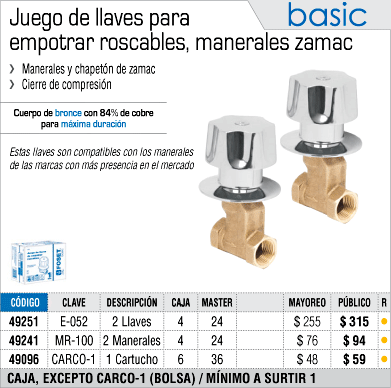 Juego de llaves para
empotrar roscables, manerales zamac
basic
Manerales y chapetón de zamac
Cierre de compresión
Cuerpo de bronce con 84% de cobre
para máxima duración
Estas llaves son compatibles con los manerales
de las marcas con más presencia en el mercado
FOSET
CÓDIGO CLAVE DESCRIPCIÓN CAJA MASTER MAYOREO PÚBLICO R
49251 E-052 2 Llaves 4 24 $ 255 $ 315
49241 MR-100 2 Manerales 4 24 $ 76 $ 94
49096 CARCO-1 1 Cartucho 6 36 $ 48 $ 59
CAJA, EXCEPTO CARCO-1 (BOLSA) / MÍNIMO A SURTIR 1